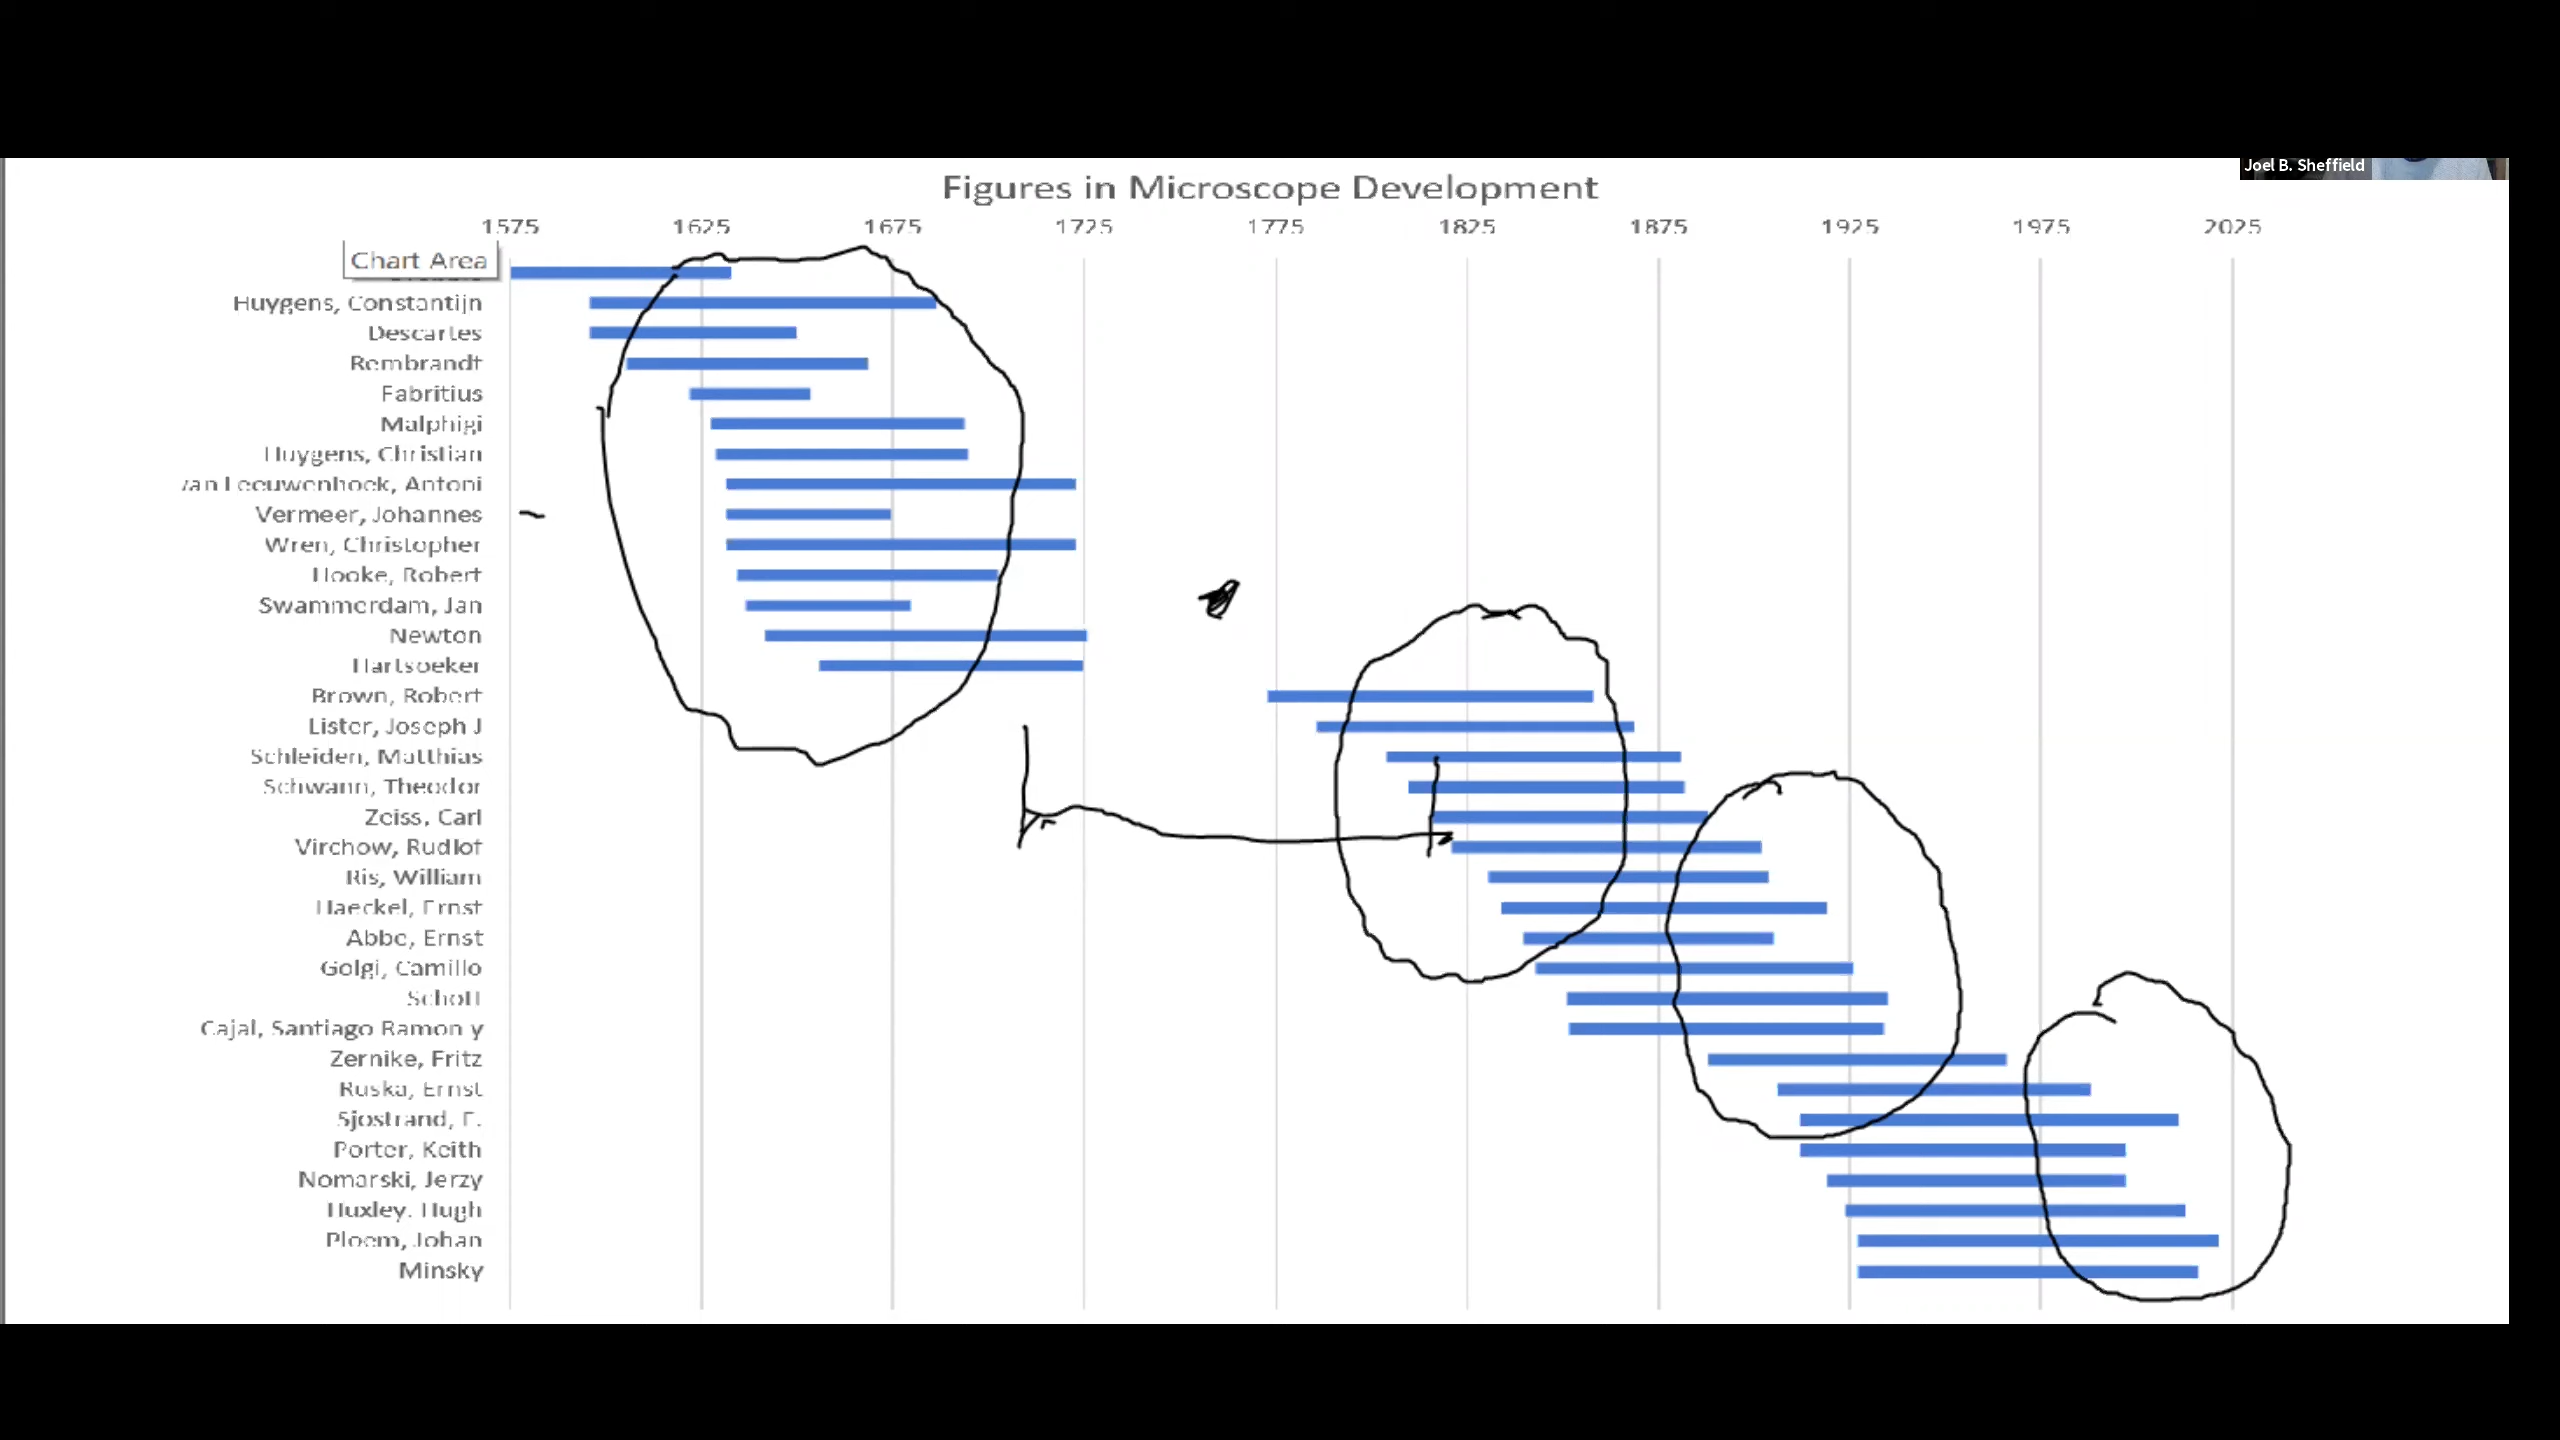 Joel B. Sheffield
Figures in Microscope Development
1575 1625 1675 1725 1775 1825 1875 1925 1975 2025
Chart Area
Huygens, Constantijn
Descartes
Rembrandt
Fabritius
Malphigi
Huygens, Christian
van Leeuwenhoek, Antoni
Vermeer, Johannes
Wren, Christopher
Hooke, Robert
Swammerdam, Jan
Newton
Hartsoeker
Brown, Robert
Lister, Joseph J
Schleiden, Matthias
Schwann, Theodor
Zeiss, Carl
Virchow, Rudlof
Ris, William
Haeckel, Ernst
Abbe, Ernst
Golgi, Camillo
Schott
Cajal, Santiago Ramon y
Zernike, Fritz
Ruska, Ernst
Sjostrand, F.
Porter, Keith
Nomarski, Jerzy
Huxley. Hugh
Ploem, Johan
Minsky